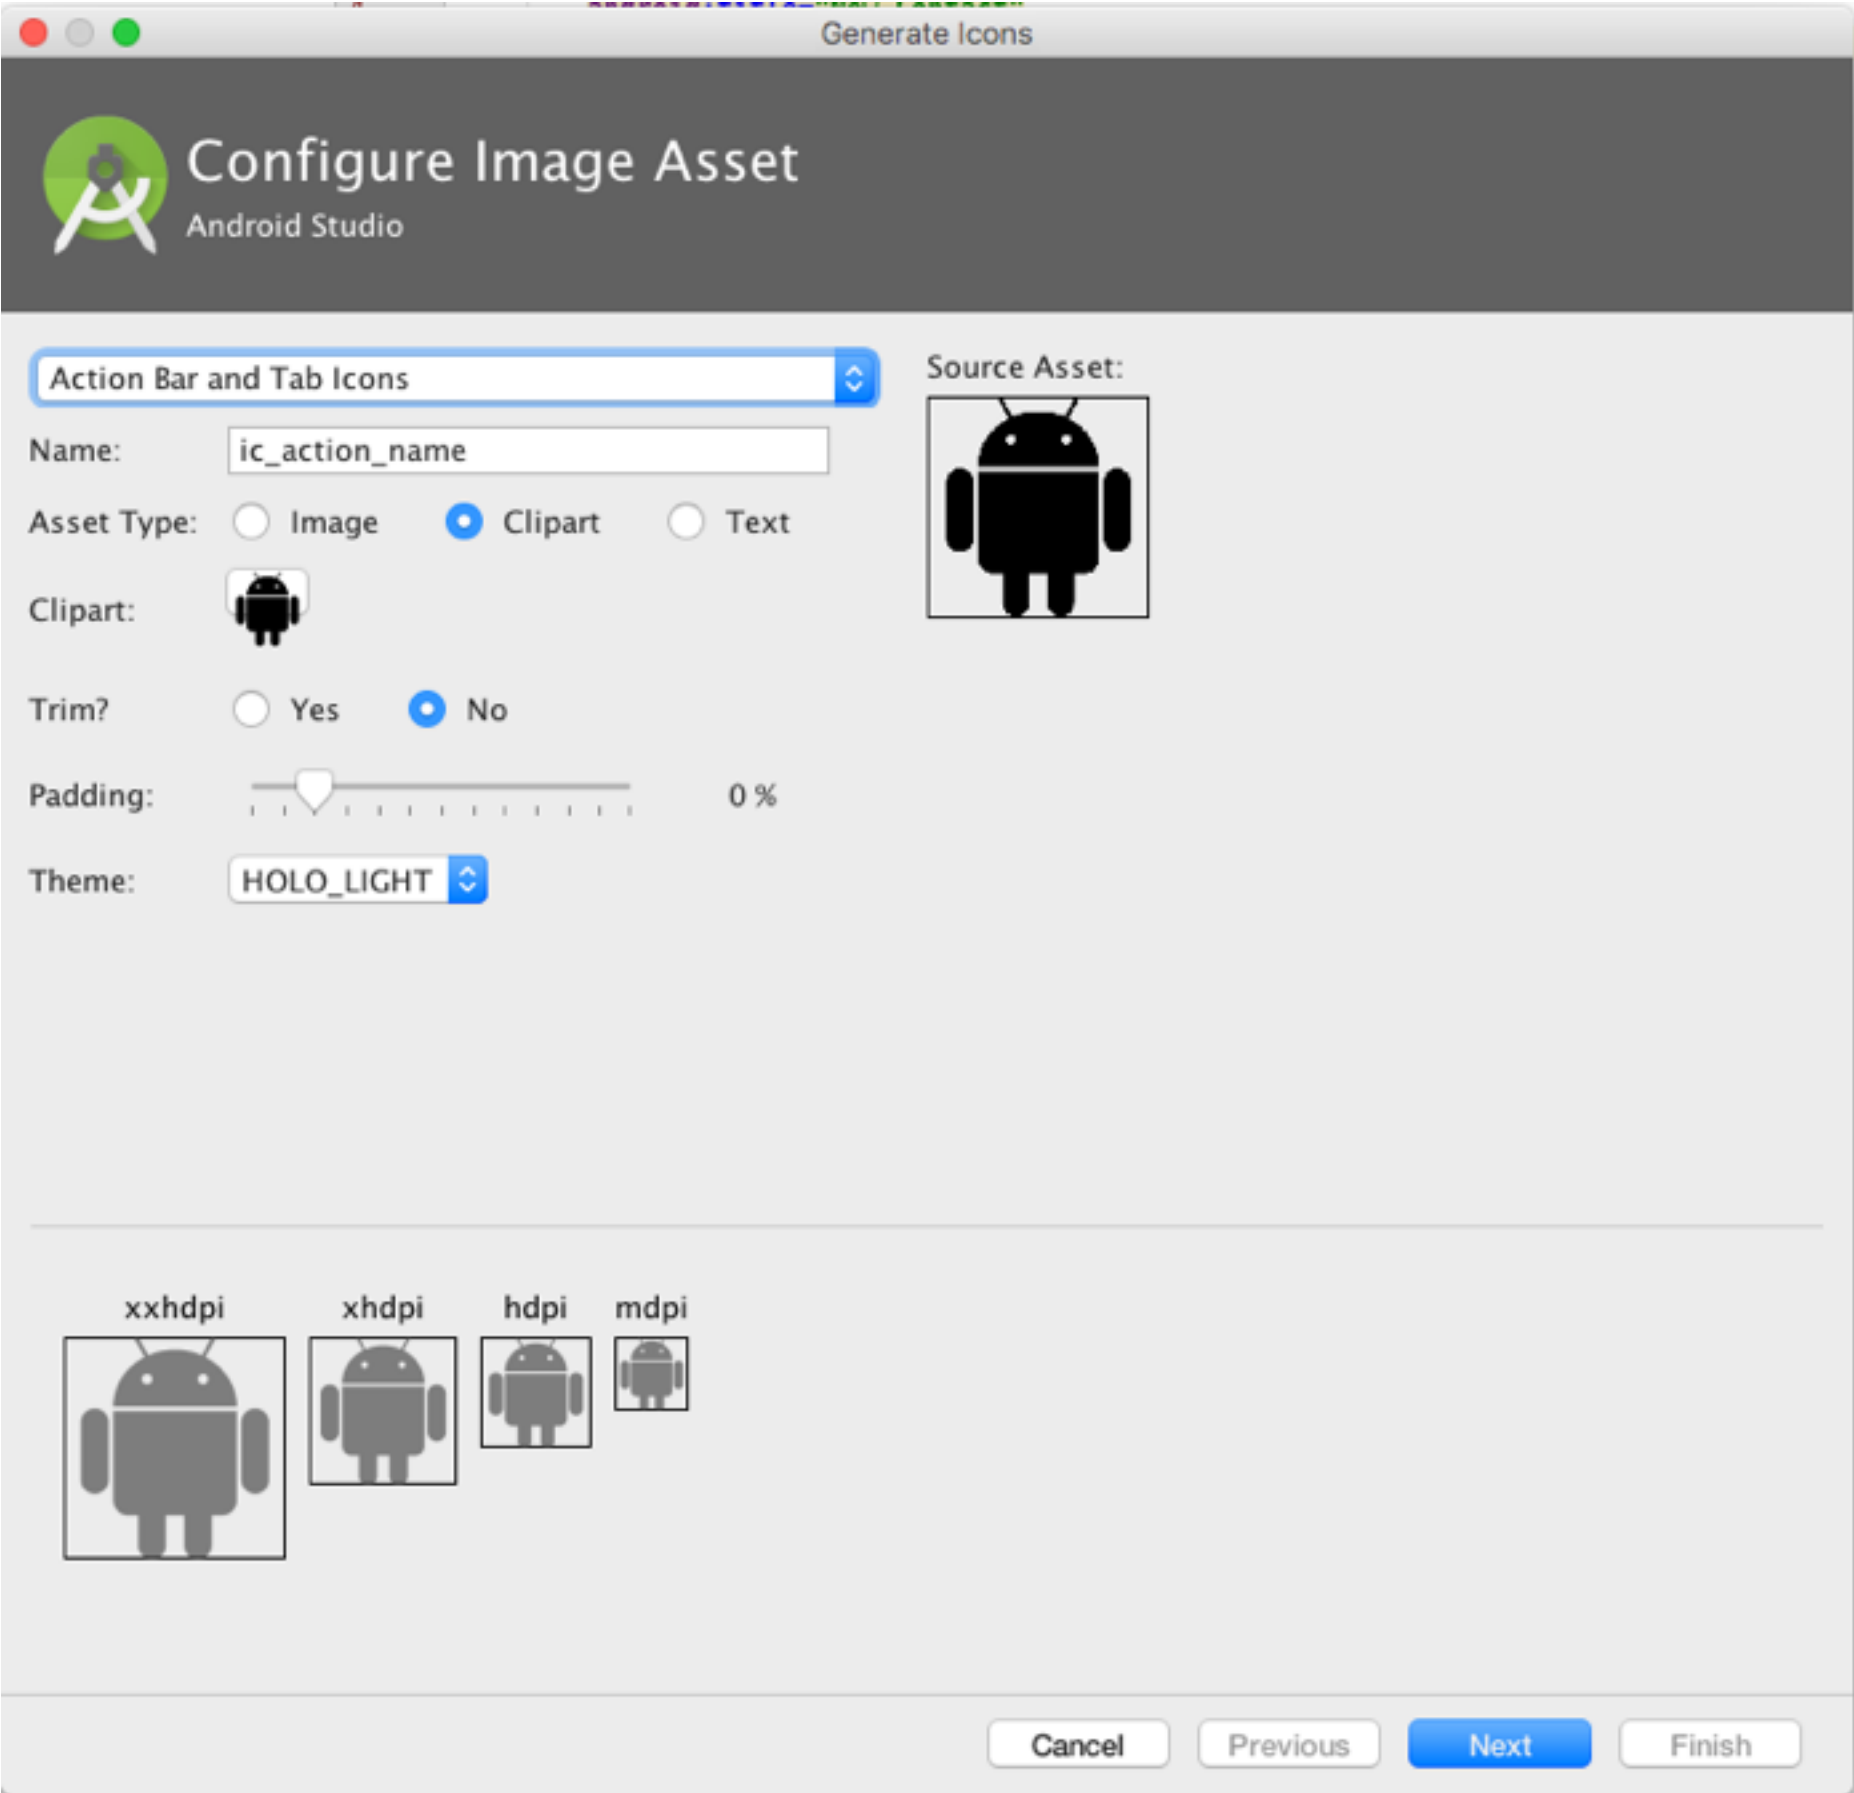 Generate Icons
Configure Image Asset
Android Studio
Action Bar and Tab Icons
Source Asset:
Name: ic_action_name
Asset Type: Image Clipart Text
Clipart:
Trim? Yes No
Padding: 0 %
Theme: HOLO_LIGHT
xxhdpi xhdpi hdpi mdpi
Cancel Previous Next Finish